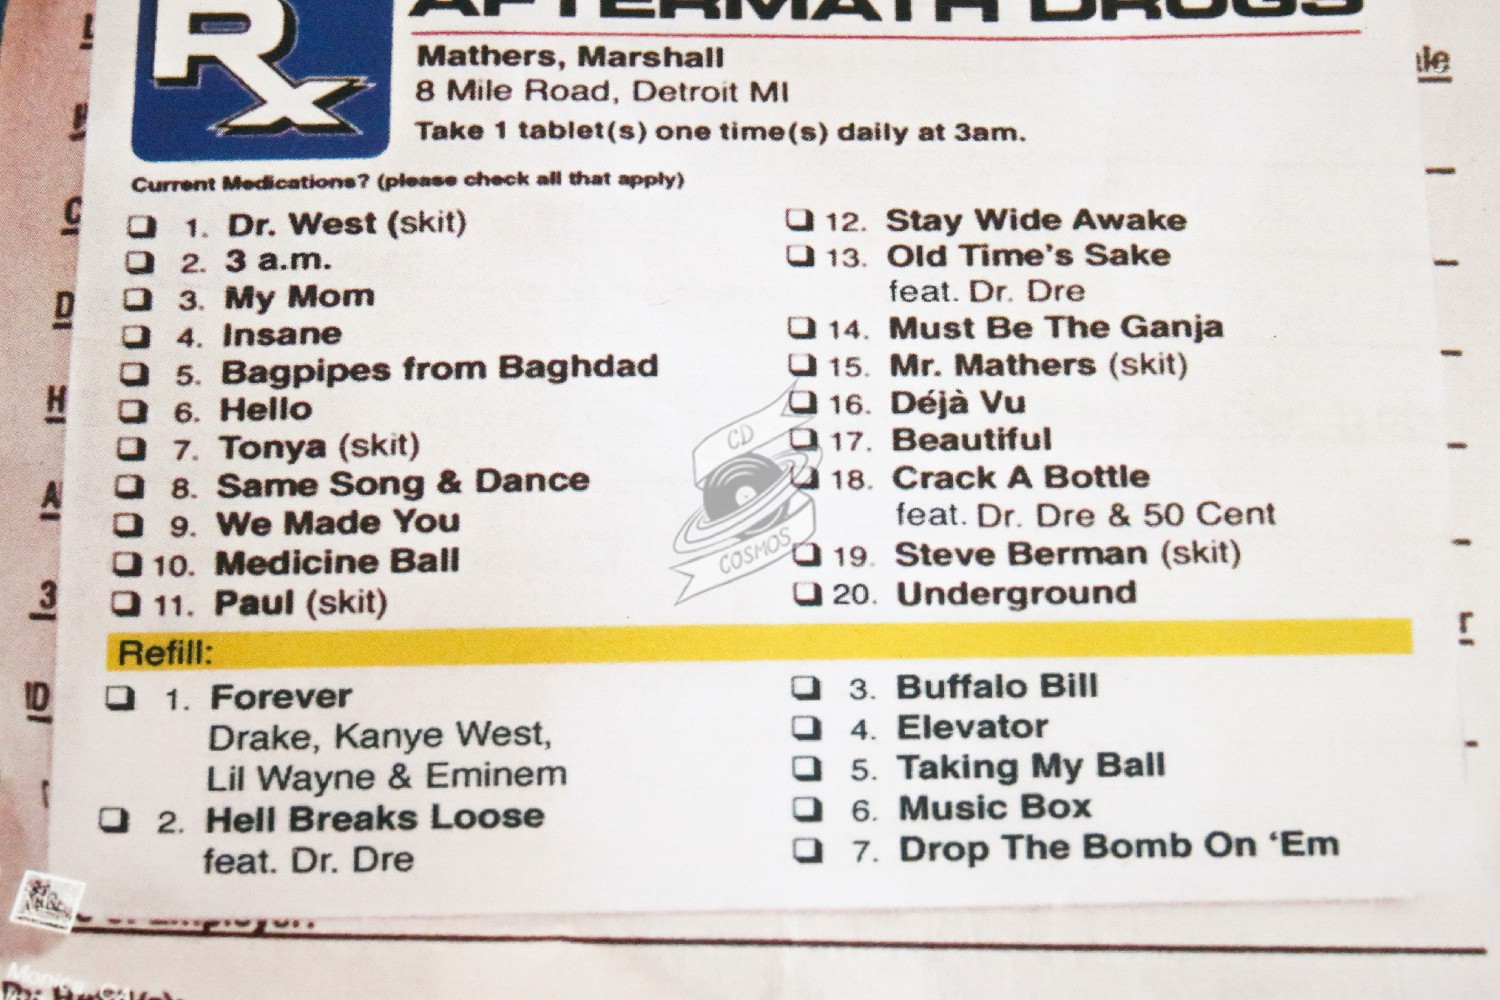 Rx
AFTERMATH DRUGS
Mathers, Marshall
8 Mile Road, Detroit MI
Take 1 tablet(s) one time(s) daily at 3am.
Current Medications? (please check all that apply)
1. Dr. West (skit)
2. 3 a.m.
3. My Mom
4. Insane
5. Bagpipes from Baghdad
6. Hello
7. Tonya (skit)
8. Same Song & Dance
9. We Made You
10. Medicine Ball
11. Paul (skit)
12. Stay Wide Awake
13. Old Time's Sake
feat. Dr. Dre
14. Must Be The Ganja
15. Mr. Mathers (skit)
16. Déjà Vu
17. Beautiful
18. Crack A Bottle
feat. Dr. Dre & 50 Cent
19. Steve Berman (skit)
20. Underground
CD
COSMOS
Refill:
1. Forever
Drake, Kanye West,
Lil Wayne & Eminem
2. Hell Breaks Loose
feat. Dr. Dre
3. Buffalo Bill
4. Elevator
5. Taking My Ball
6. Music Box
7. Drop The Bomb On ‘Em